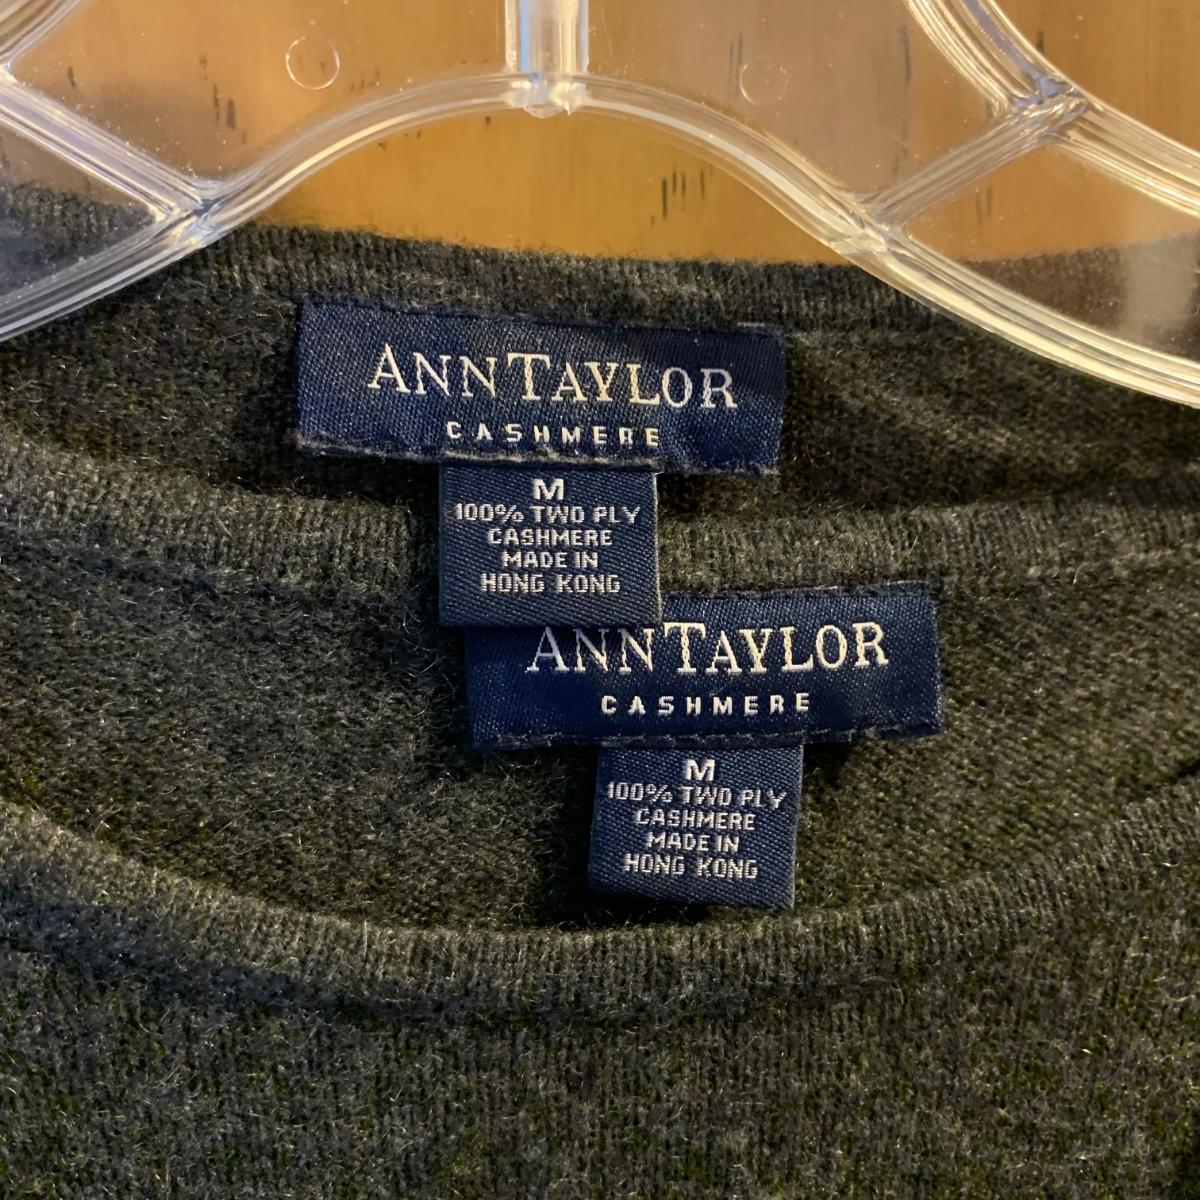 ANNTAYLOR
CASHMERE
M
100% TWO PLY
CASHMERE
MADE IN
HONG KONG
ANNTAYLOR
CASHMERE
M
100% TWO PLY
CASHMERE
MADE IN
HONG KONG